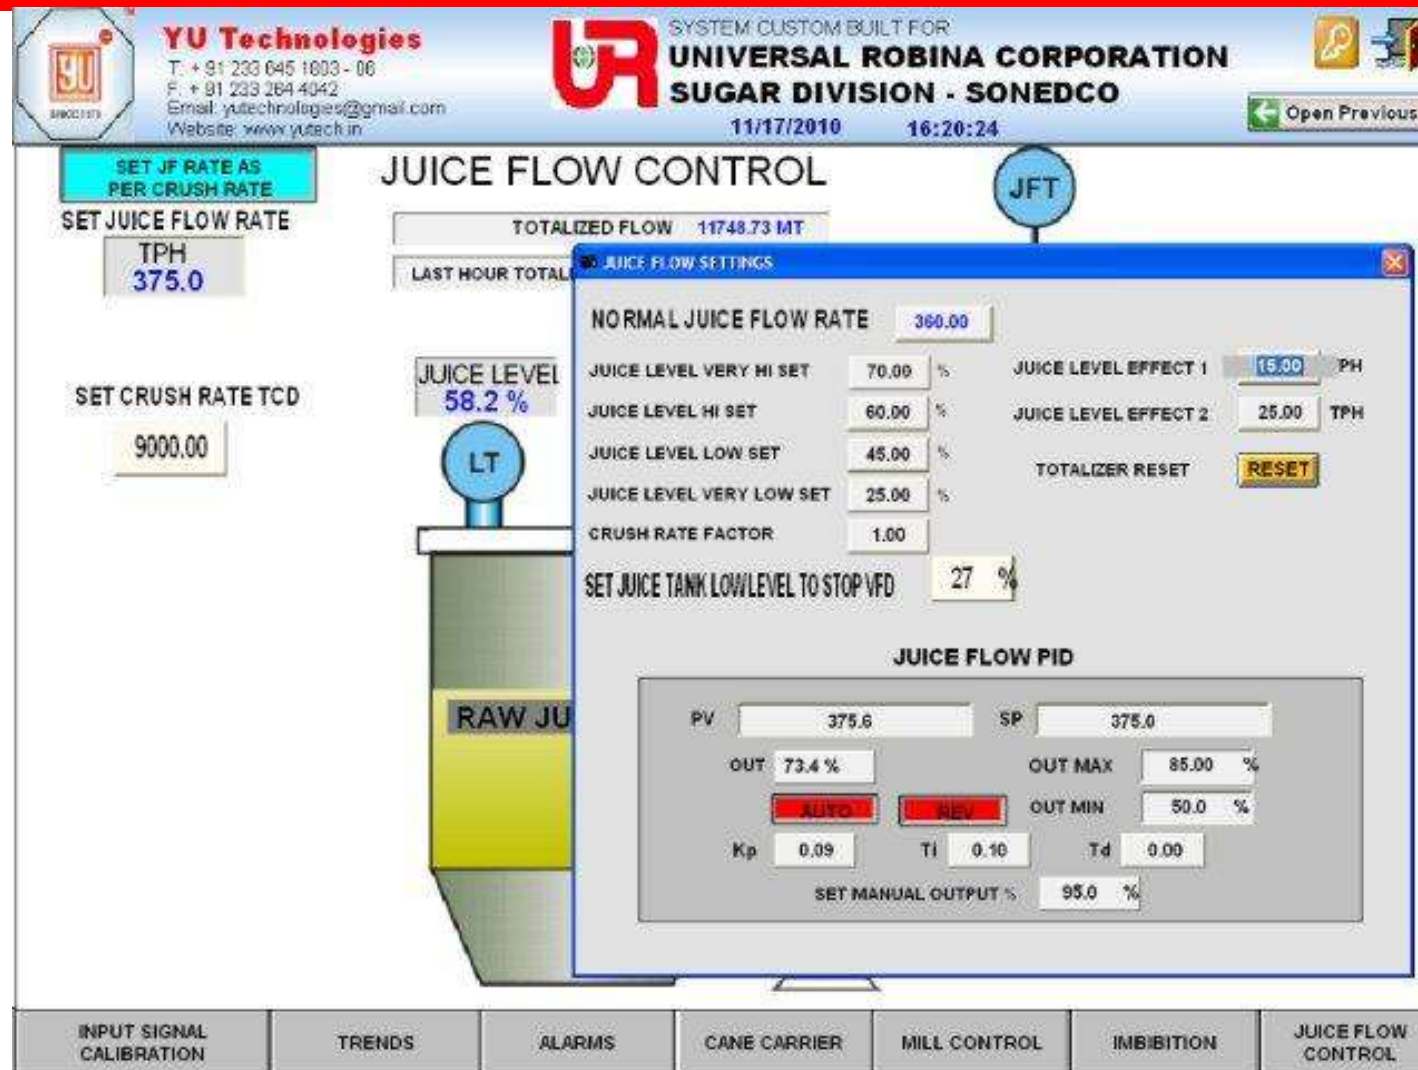 YU Technologies
T. + 91 233 645 1603 - 06
F. + 91 233 264 4042
Email: yutechnologies@gmail.com
Website: www.yutech.in
SYSTEM CUSTOM BUILT FOR
UNIVERSAL ROBINA CORPORATION
SUGAR DIVISION - SONEDCO
11/17/2010 16:20:24
Open Previous
SET JF RATE AS
PER CRUSH RATE
SET JUICE FLOW RATE
TPH
375.0
SET CRUSH RATE TCD
9000.00
JUICE FLOW CONTROL
JFT
TOTALIZED FLOW 11748.73 MT
LAST HOUR TOTALI
JUICE LEVEL
58.2 %
LT
RAW JU
JUICE FLOW SETTINGS
NORMAL JUICE FLOW RATE 360.00
JUICE LEVEL VERY HI SET 70.00 %
JUICE LEVEL EFFECT 1 15.00 PH
JUICE LEVEL HI SET 60.00 %
JUICE LEVEL EFFECT 2 25.00 TPH
JUICE LEVEL LOW SET 45.00 %
TOTALIZER RESET RESET
JUICE LEVEL VERY LOW SET 25.00 %
CRUSH RATE FACTOR 1.00
SET JUICE TANK LOW LEVEL TO STOP VFD 27 %
JUICE FLOW PID
PV 375.6 SP 375.0
OUT 73.4 % OUT MAX 85.00 %
AUTO REV OUT MIN 50.0 %
Kp 0.09 Ti 0.10 Td 0.00
SET MANUAL OUTPUT % 95.0 %
INPUT SIGNAL
CALIBRATION
TRENDS
ALARMS
CANE CARRIER
MILL CONTROL
IMBIBITION
JUICE FLOW
CONTROL